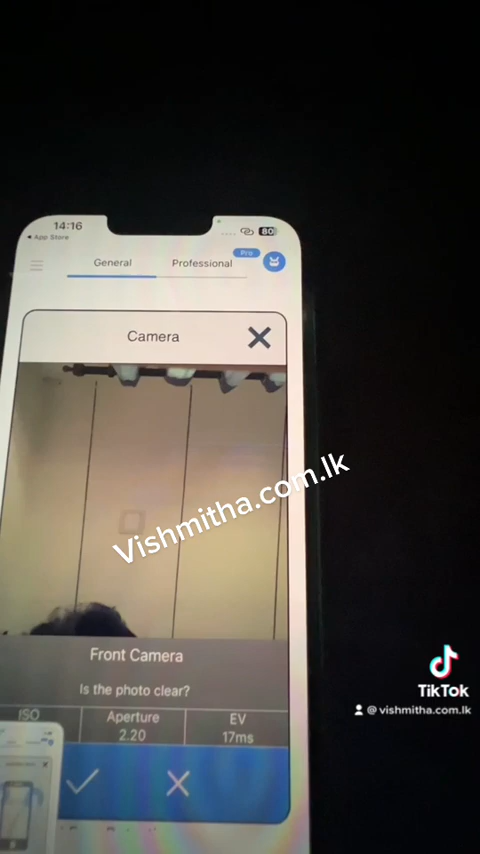 14:16
80
◀ App Store
Pro
General
Professional
Camera
Vishmitha.com.lk
Front Camera
Is the photo clear?
ISO
Aperture
EV
2.20
17ms
TikTok
@vishmitha.com.lk